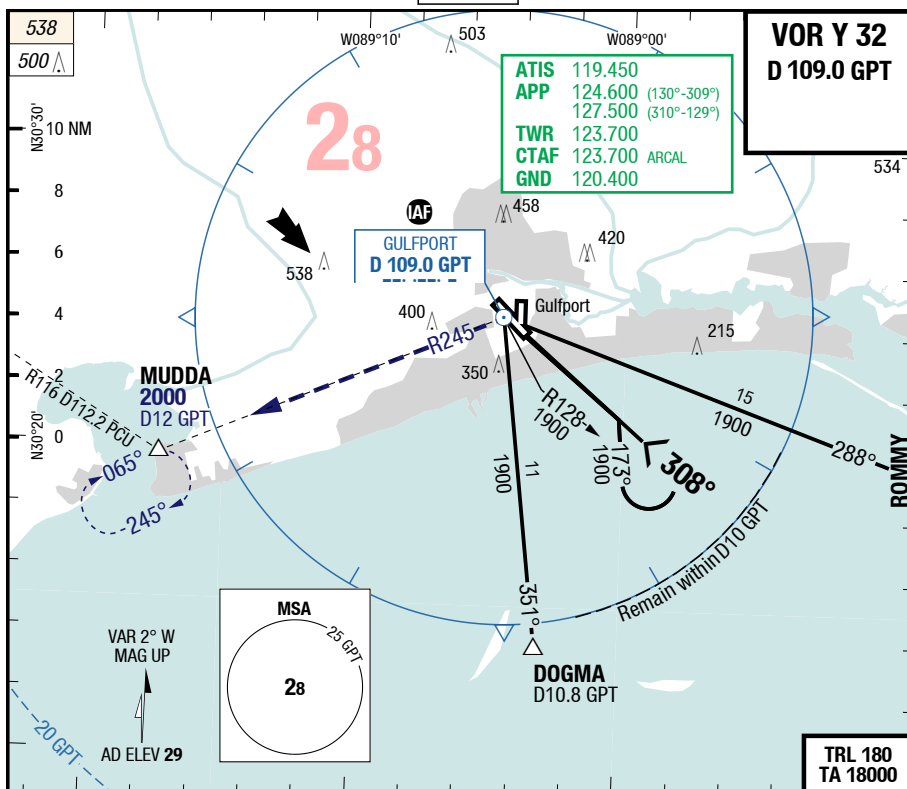 538
500
N30°30'
10 NM
8
6
4
2
0
N30°20'
W089°10'
503
W089°00'
28
ATIS 119.450
APP 124.600 (130°-309°)
127.500 (310°-129°)
TWR 123.700
CTAF 123.700 ARCAL
GND 120.400
VOR Y 32
D 109.0 GPT
534
IAF
GULFPORT
D 109.0 GPT
458
420
538
400
350
215
Gulfport
R245
MUDDA
2000
D12 GPT
R116 D112.2 PCU
065°
245°
R128
1900
173°
1900
308°
15
1900
288°
ROMMY
11
1900
351°
Remain within D10 GPT
DOGMA
D10.8 GPT
MSA
25 GPT
28
VAR 2° W
MAG UP
AD ELEV 29
20 GPT
TRL 180
TA 18000